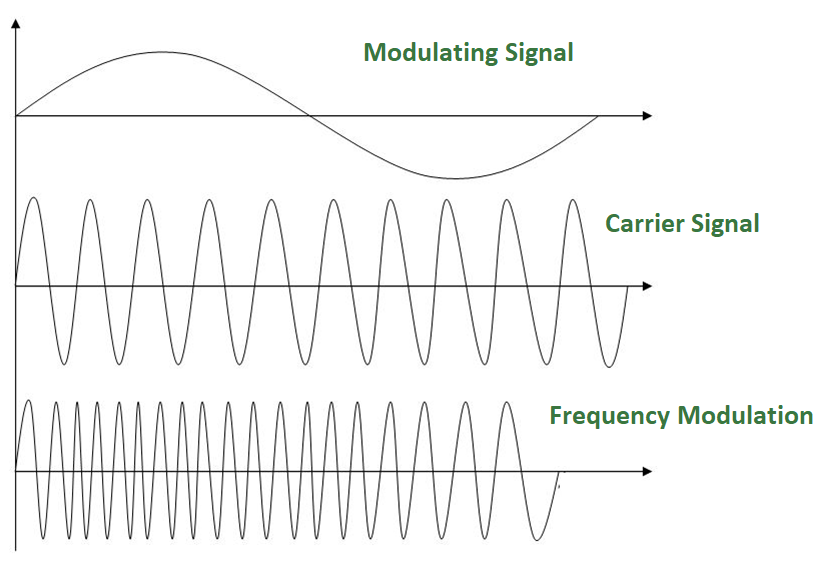 Modulating Signal
Carrier Signal
Frequency Modulation